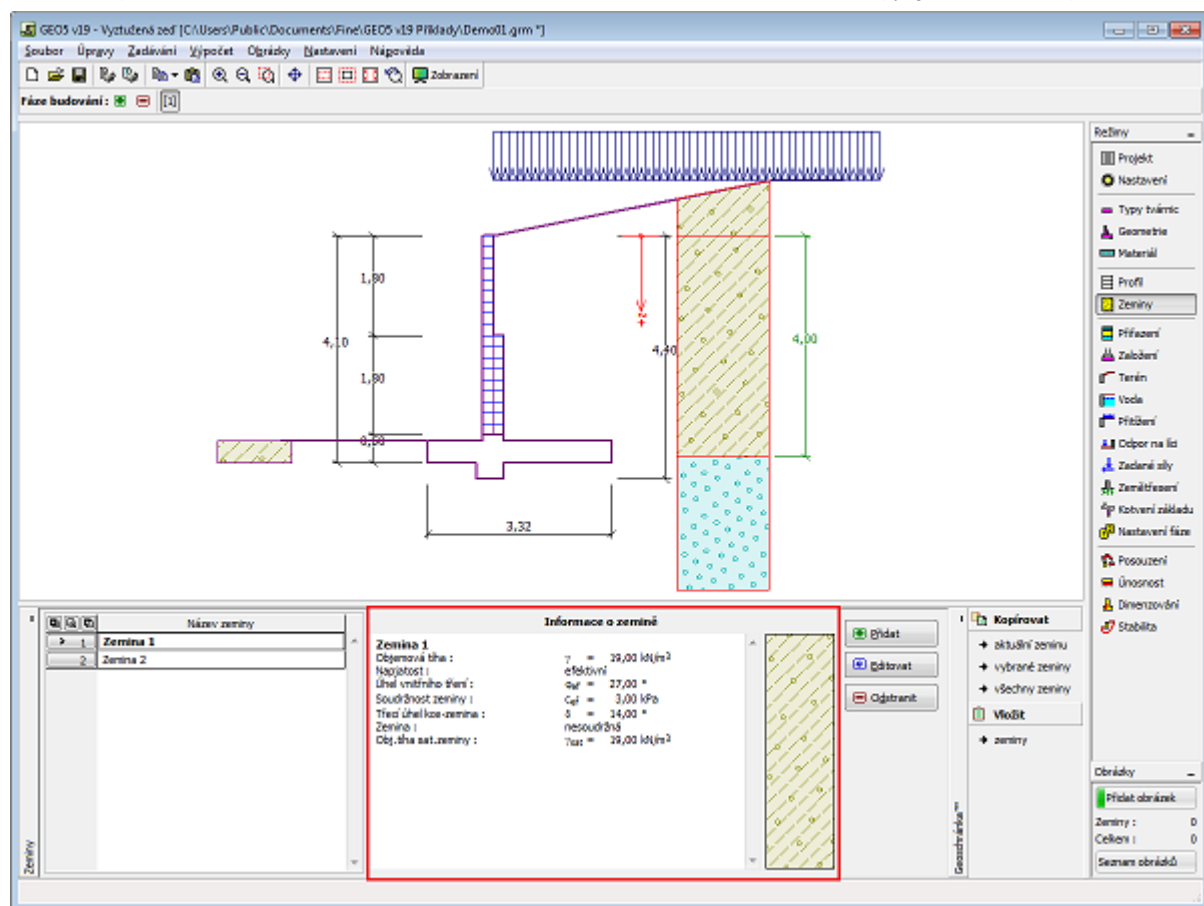 GEO5 v19 - Vyztužená zeď [C:\Users\Public\Documents\Fine\GEO5 v19 Příklady\Demo01.grm *]
Soubor Úpravy Zadávání Výpočet Obrázky Nastavení Nápověda
Zobrazení
Fáze budování : [1]
1,80
4,10
1,80
3,32
+z
4,40
4,00
Režimy
Projekt
Nastavení
Typy tvárnic
Geometrie
Materiál
Profil
Zeminy
Přiřazení
Založení
Terén
Voda
Přitížení
Odpor na líci
Zadané síly
Zemětřesení
Kotvení základu
Nastavení fáze
Posouzení
Únosnost
Dimenzování
Stabilita
Obrázky
Přidat obrázek
Zeminy : 0
Celkem : 0
Seznam obrázků
Zeminy
Název zeminy
1 Zemina 1
2 Zemina 2
Informace o zemině
Zemina 1
Objemová tíha : γ = 19,00 kN/m3
Napjatost : efektivní
Úhel vnitřního tření : φef = 27,00 °
Soudržnost zeminy : cef = 3,00 kPa
Třecí úhel kce-zemina : δ = 14,00 °
Zemina : nesoudržná
Obj.tíha sat.zeminy : γsat = 19,00 kN/m3
Přidat
Editovat
Odstranit
Geoschránka™
Kopírovat
aktuální zeminu
vybrané zeminy
všechny zeminy
Vložit
zeminy